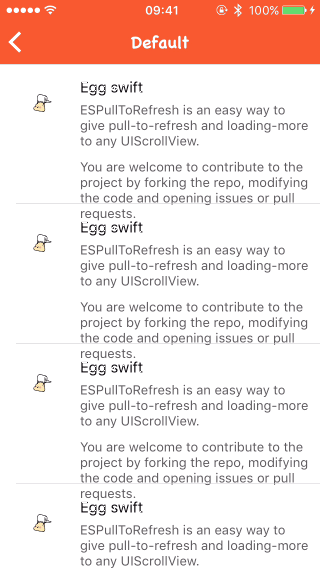 09:41
100%
Default
Egg swift
ESPullToRefresh is an easy way to
give pull-to-refresh and loading-more
to any UIScrollView.
You are welcome to contribute to the
project by forking the repo, modifying
the code and opening issues or pull
requests.
Egg swift
ESPullToRefresh is an easy way to
give pull-to-refresh and loading-more
to any UIScrollView.
You are welcome to contribute to the
project by forking the repo, modifying
the code and opening issues or pull
requests.
Egg swift
ESPullToRefresh is an easy way to
give pull-to-refresh and loading-more
to any UIScrollView.
You are welcome to contribute to the
project by forking the repo, modifying
the code and opening issues or pull
requests.
Egg swift
ESPullToRefresh is an easy way to
give pull-to-refresh and loading-more
to any UIScrollView.